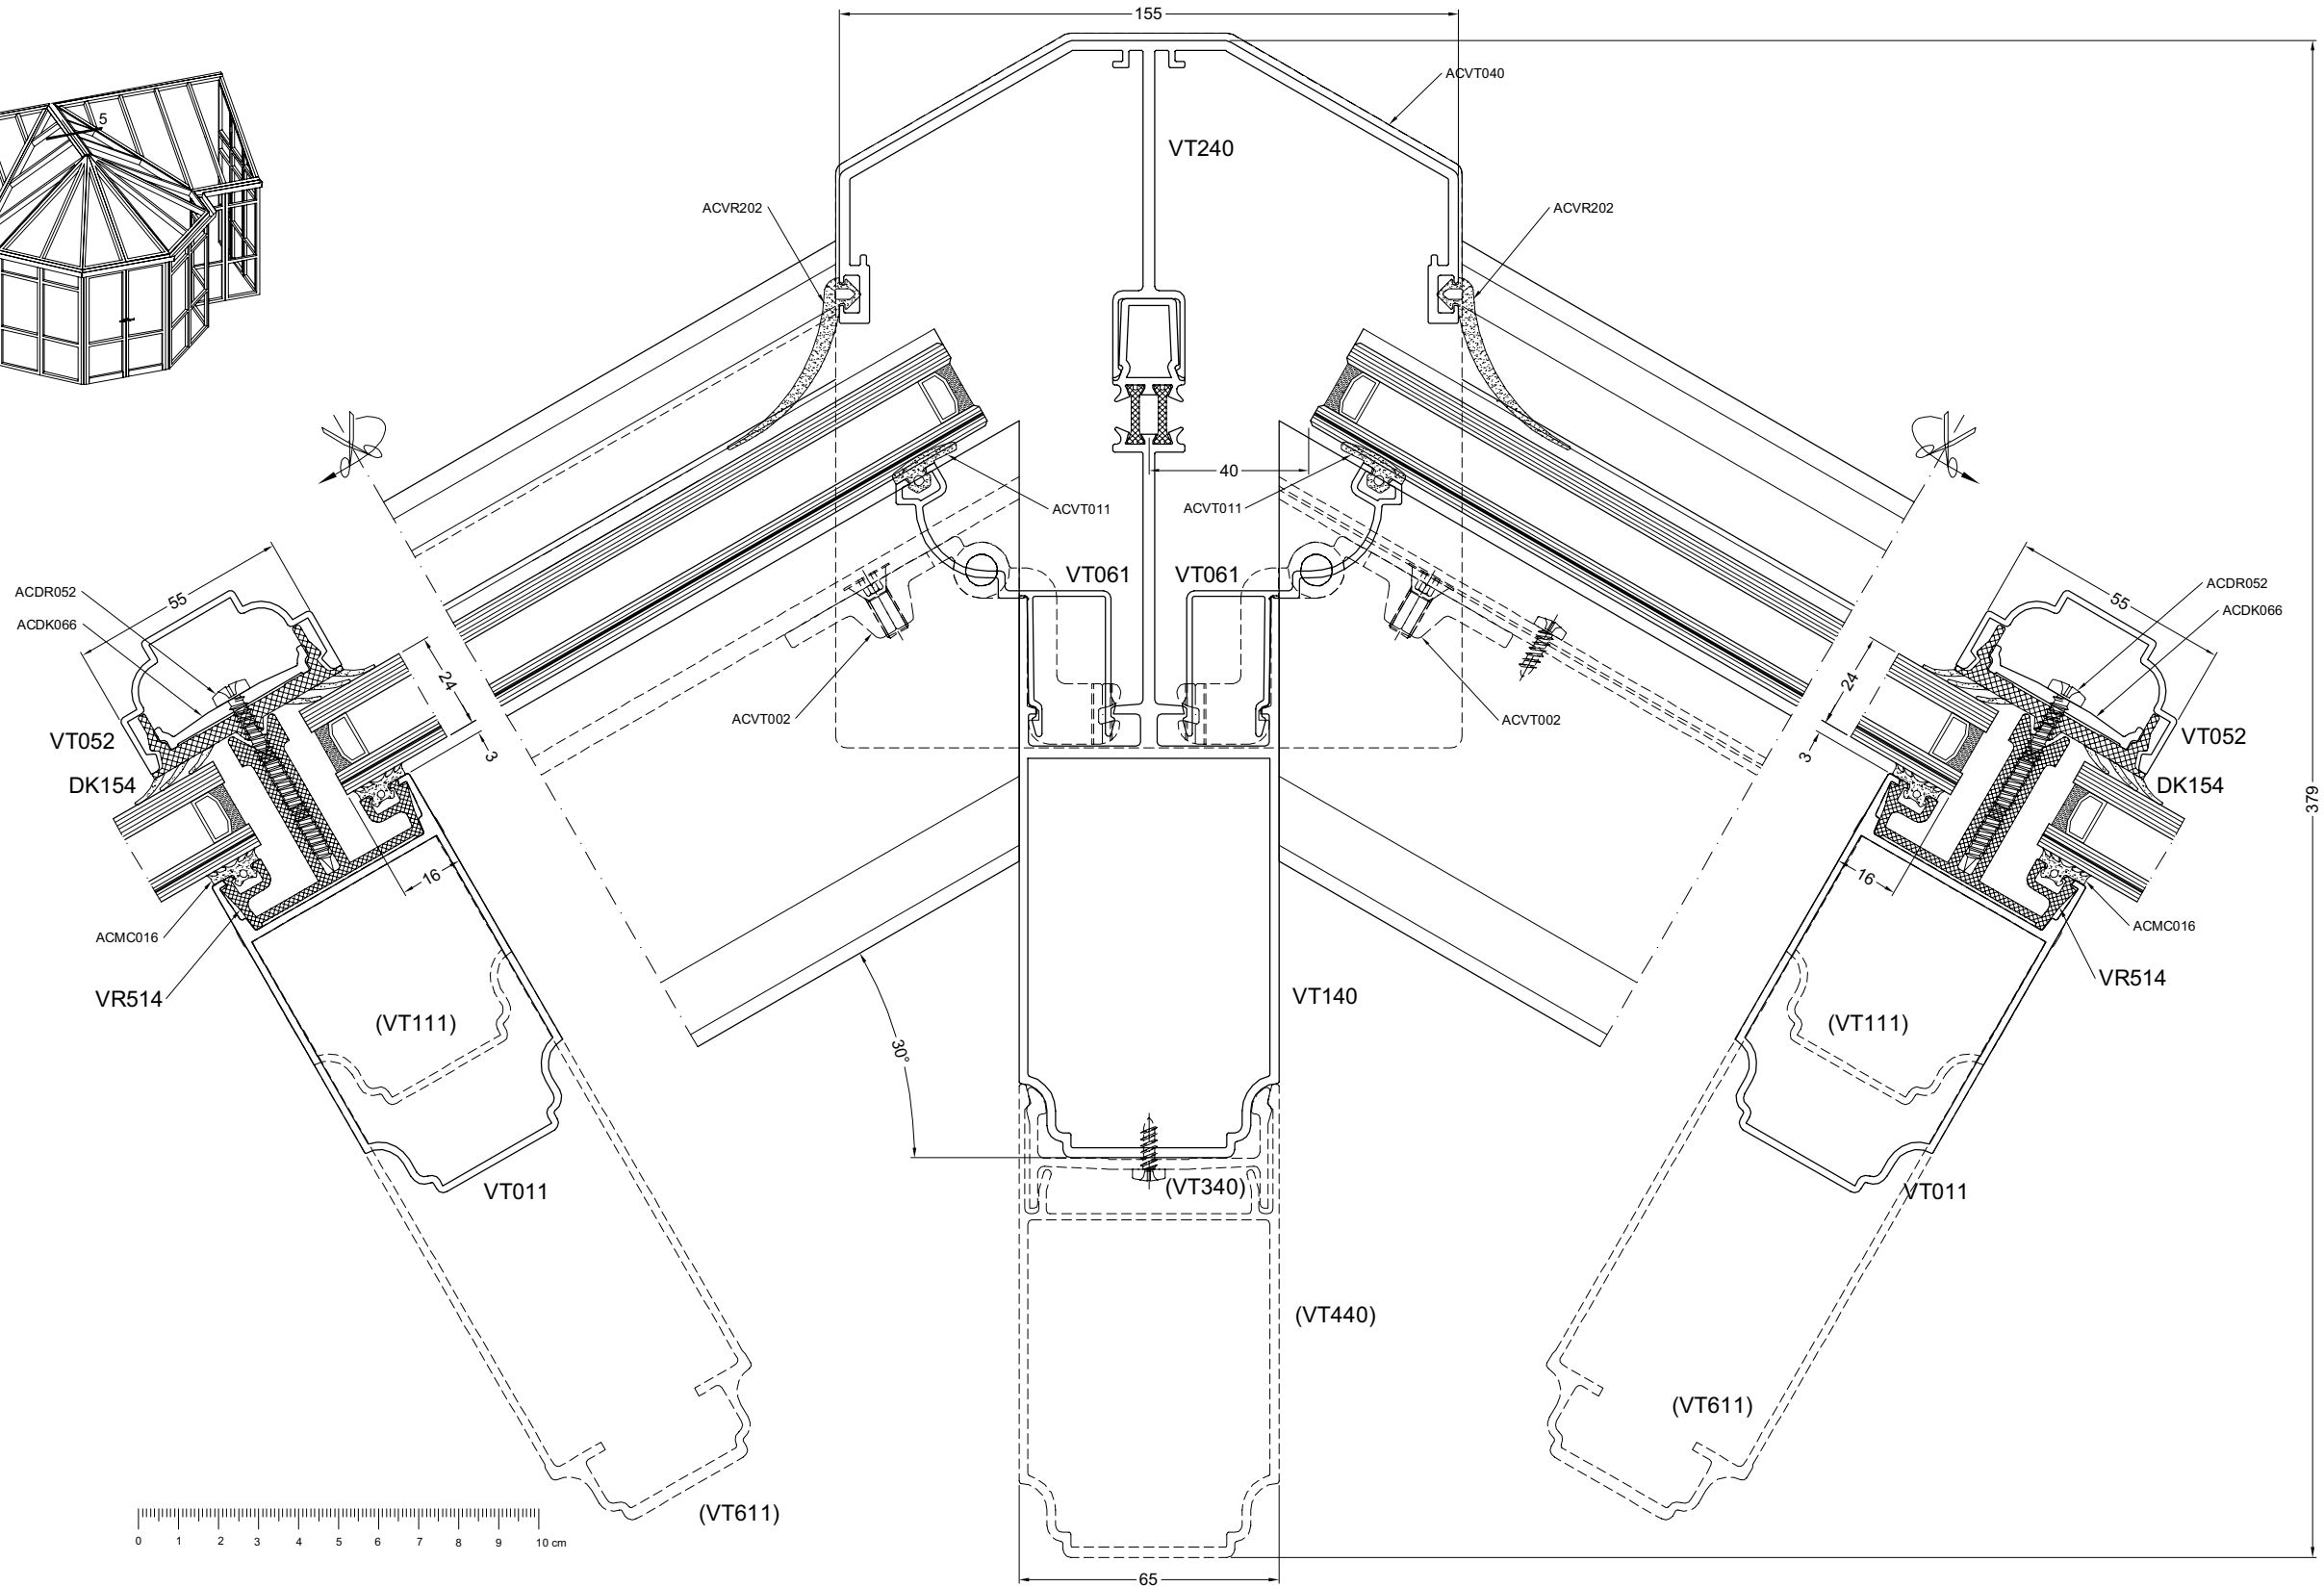 155
ACVT040
5
VT240
ACVR202
ACVR202
40
ACVT011
ACVT011
VT061
VT061
ACDR052
ACDK066
55
55
ACDR052
ACDK066
24
24
ACVT002
ACVT002
VT052
VT052
3
3
DK154
DK154
379
16
16
ACMC016
ACMC016
VR514
VR514
VT140
(VT111)
(VT111)
30°
VT011
(VT340)
VT011
(VT440)
(VT611)
(VT611)
0 1 2 3 4 5 6 7 8 9 10 cm
65